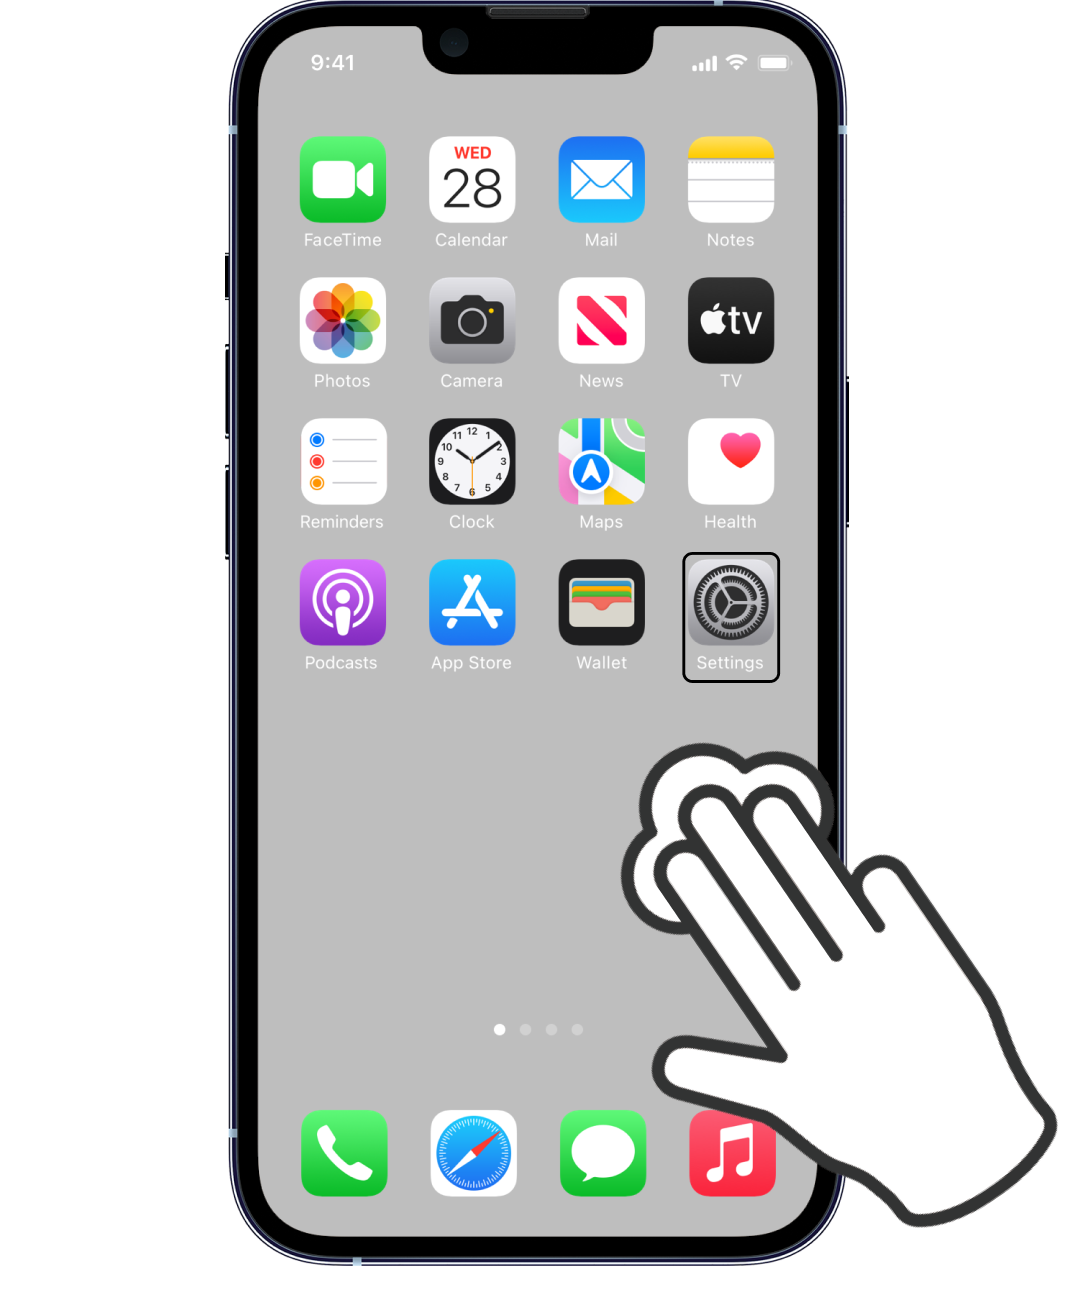 9:41
WED
28
FaceTime Calendar Mail Notes
tv
Photos Camera News TV
12
11 1
10 2
9 3
8 4
7 5
6
Reminders Clock Maps Health
Podcasts App Store Wallet Settings